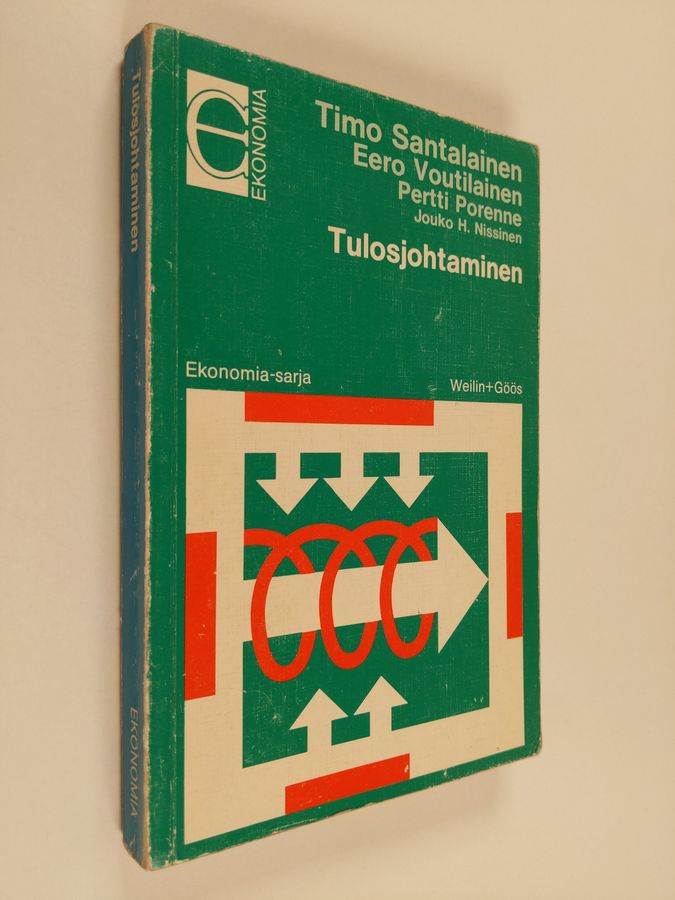 Tulosjohtaminen
EKONOMIA
e
EKONOMIA
Timo Santalainen
Eero Voutilainen
Pertti Porenne
Jouko H. Nissinen
Tulosjohtaminen
Ekonomia-sarja
Weilin+Göös